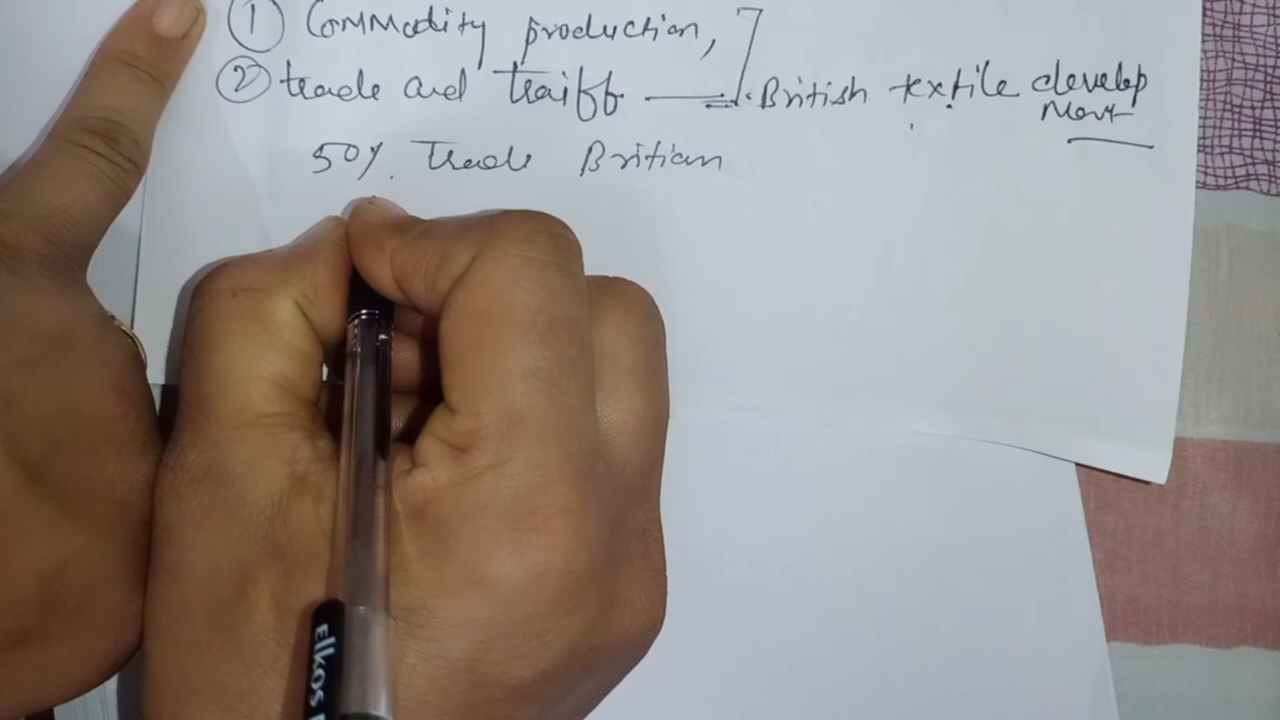 ① Commodity production,
② trade and traiff → British textile develop
ment
50%. Trade Britian
Elkos